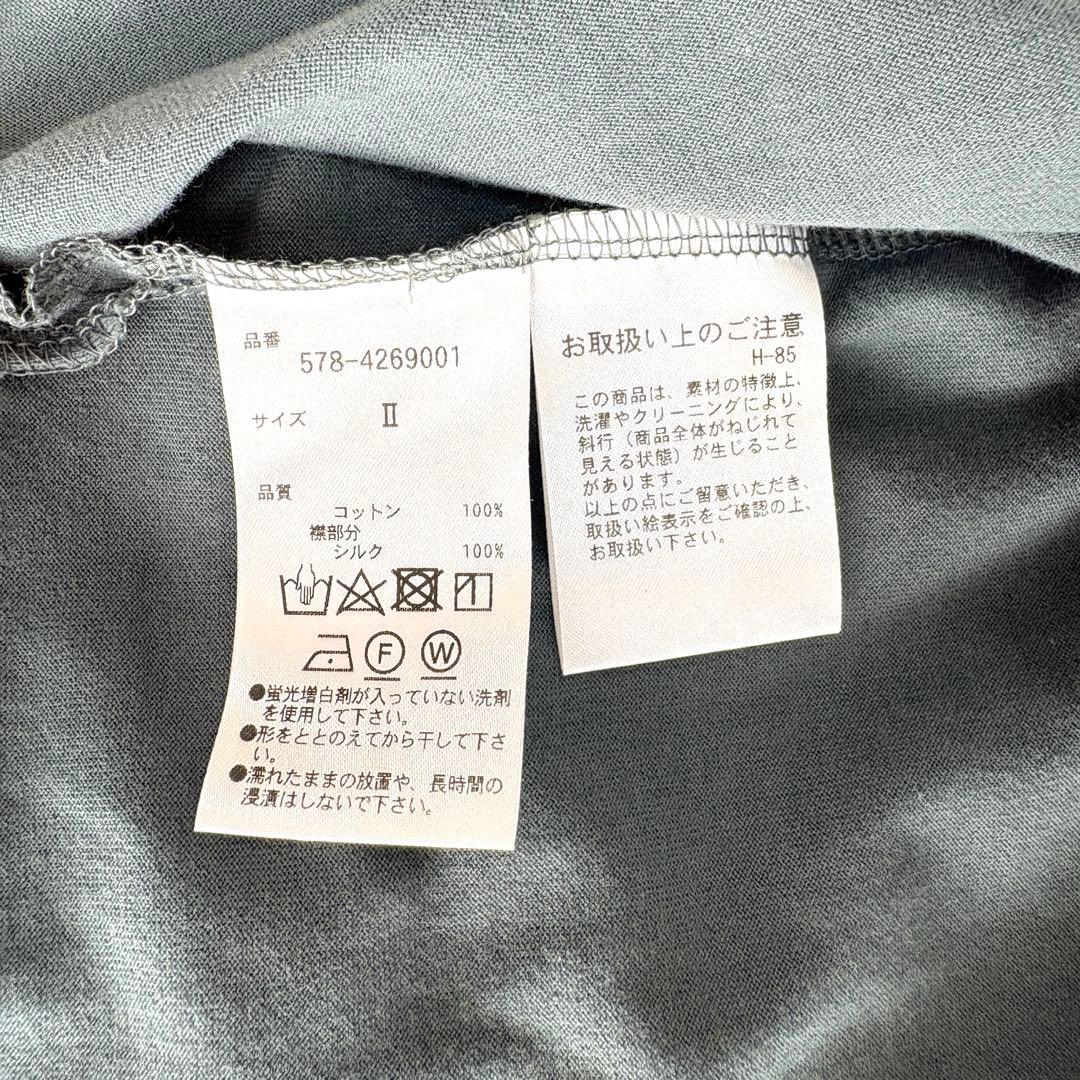 品番
578-4269001
サイズ Ⅱ
品質
コットン 100%
襟部分
シルク 100%
F W
●蛍光増白剤が入っていない洗剤
を使用して下さい。
●形をととのえてから干して下さ
い。
●濡れたままの放置や、長時間の
浸漬はしないで下さい。
お取扱い上のご注意
H-85
この商品は、素材の特徴上、
洗濯やクリーニングにより、
斜行（商品全体がねじれて
見える状態）が生じること
があります。
以上の点にご留意いただき、
取扱い絵表示をご確認の上、
お取扱い下さい。